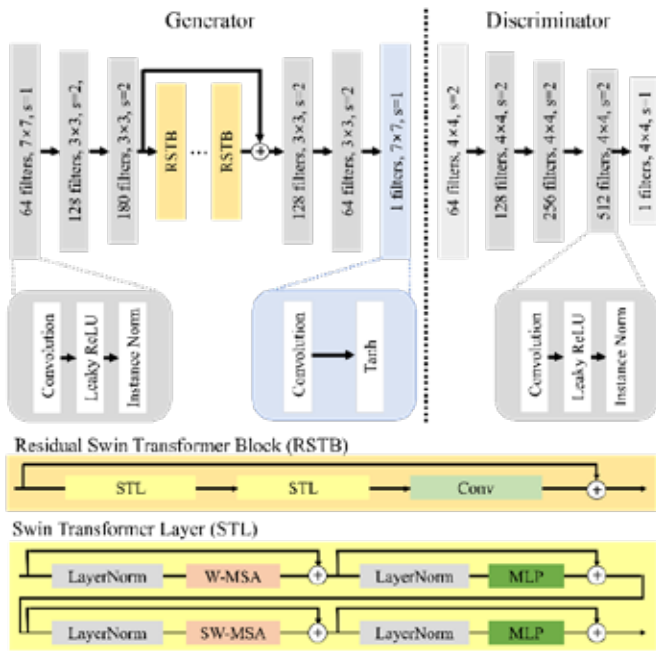 Generator
Discriminator
64 filters, 7×7, s=1
128 filters, 3×3, s=2,
180 filters, 3×3, s=2
RSTB
...
RSTB
128 filters, 3×3, s=2
64 filters, 3×3, s=2
1 filters, 7×7, s=1
64 filters, 4×4, s=2
128 filters, 4×4, s=2
256 filters, 4×4, s=2
512 filters, 4×4, s=2
1 filters, 4×4, s=1
Convolution
Leaky ReLU
Instance Norm
Convolution
Tanh
Convolution
Leaky ReLU
Instance Norm
Residual Swin Transformer Block (RSTB)
STL
STL
Conv
Swin Transformer Layer (STL)
LayerNorm
W-MSA
LayerNorm
MLP
LayerNorm
SW-MSA
LayerNorm
MLP